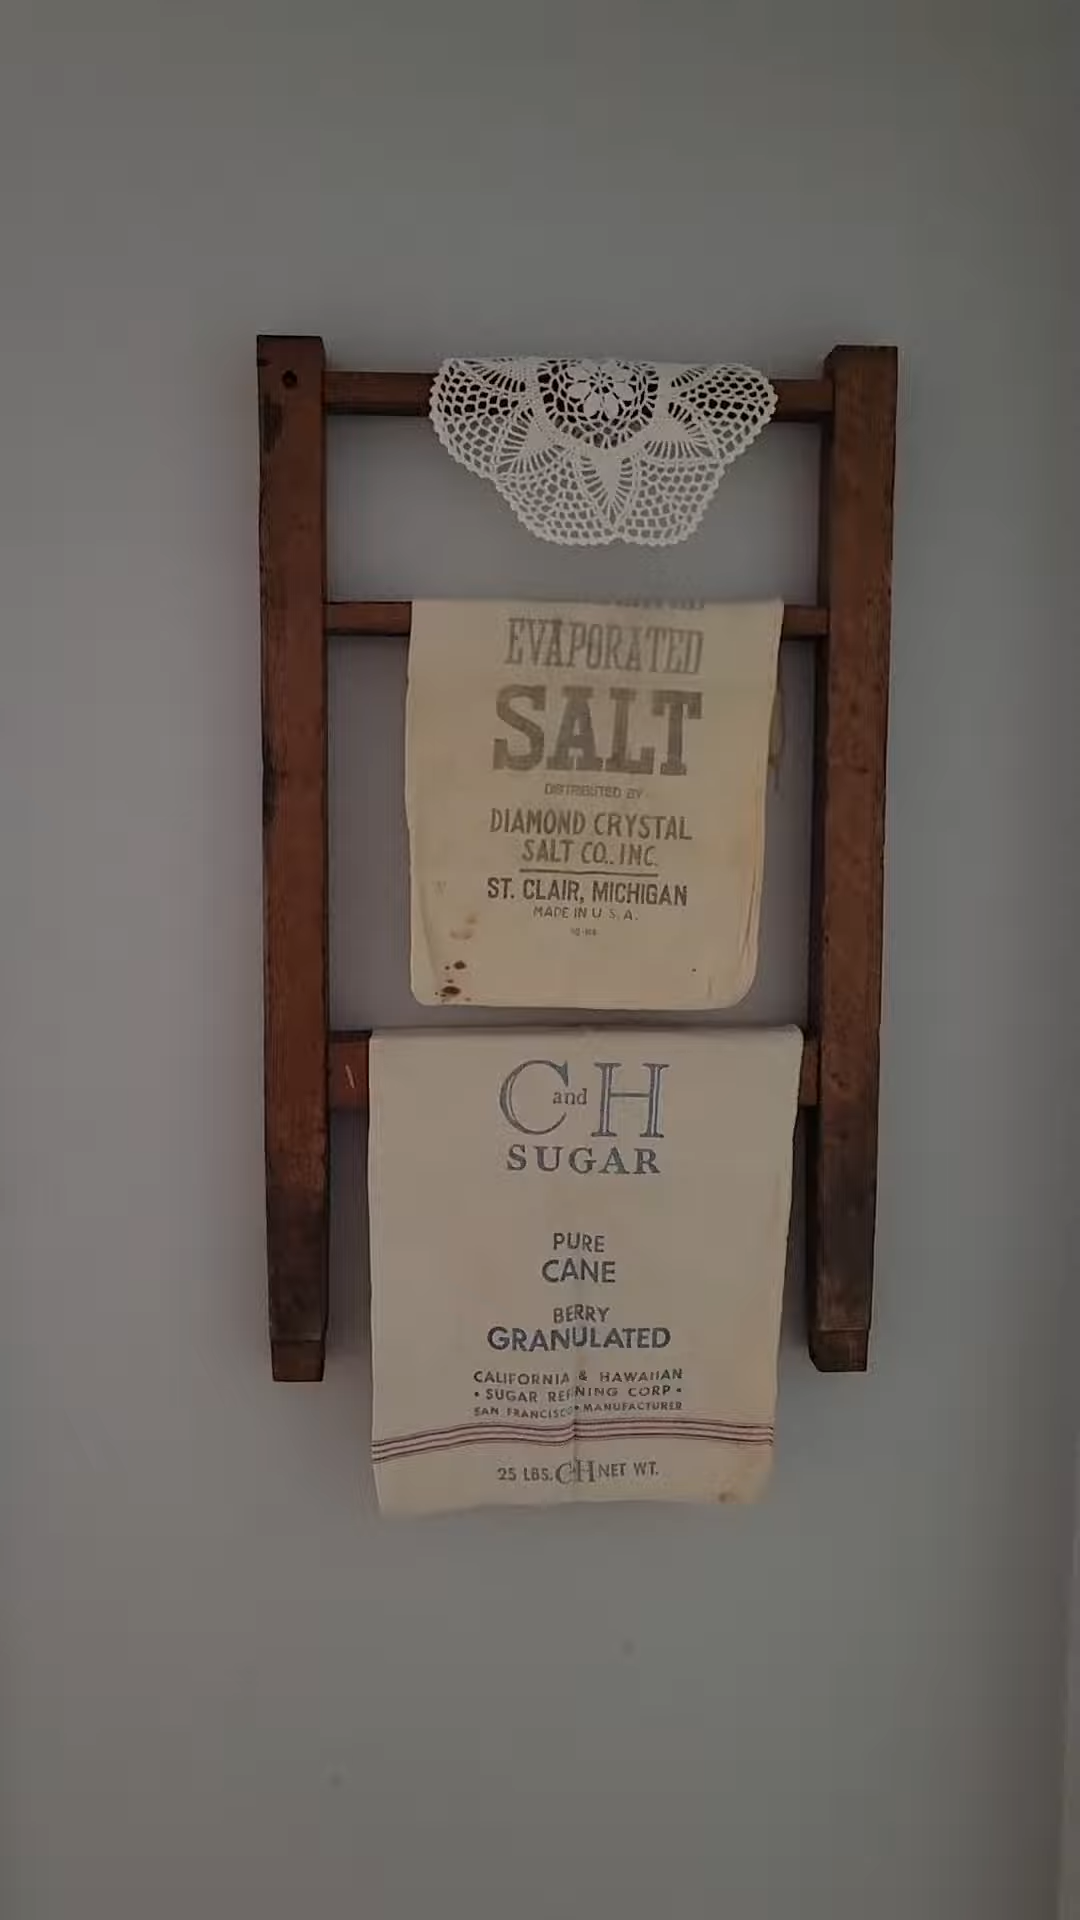 EVAPORATED
SALT
DISTRIBUTED BY
DIAMOND CRYSTAL
SALT CO., INC.
ST. CLAIR, MICHIGAN
MADE IN U.S.A.
C and H
SUGAR
PURE
CANE
BERRY
GRANULATED
CALIFORNIA & HAWAIIAN
• SUGAR REFINING CORP •
SAN FRANCISCO • MANUFACTURER
25 LBS. CH NET WT.